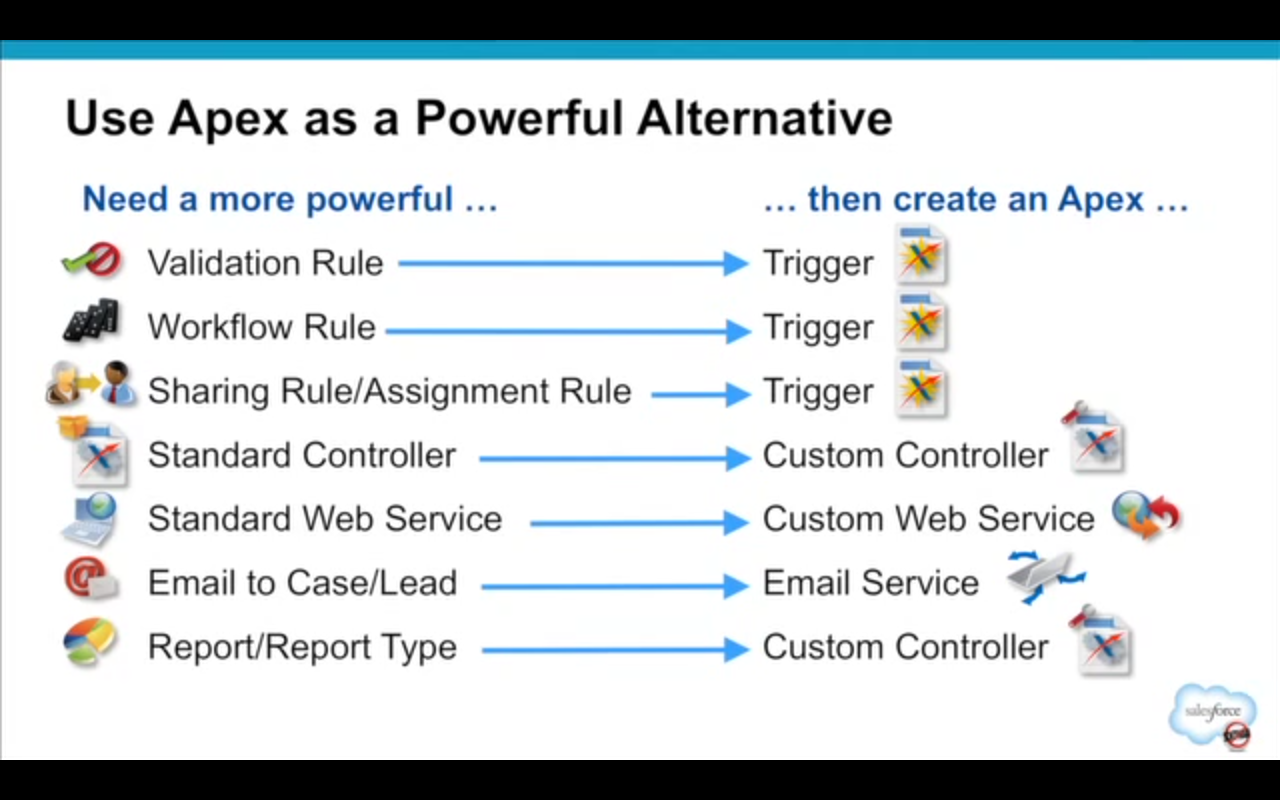 Use Apex as a Powerful Alternative
Need a more powerful … … then create an Apex …
Validation Rule Trigger
Workflow Rule Trigger
Sharing Rule/Assignment Rule Trigger
Standard Controller Custom Controller
Standard Web Service Custom Web Service
Email to Case/Lead Email Service
Report/Report Type Custom Controller
salesforce